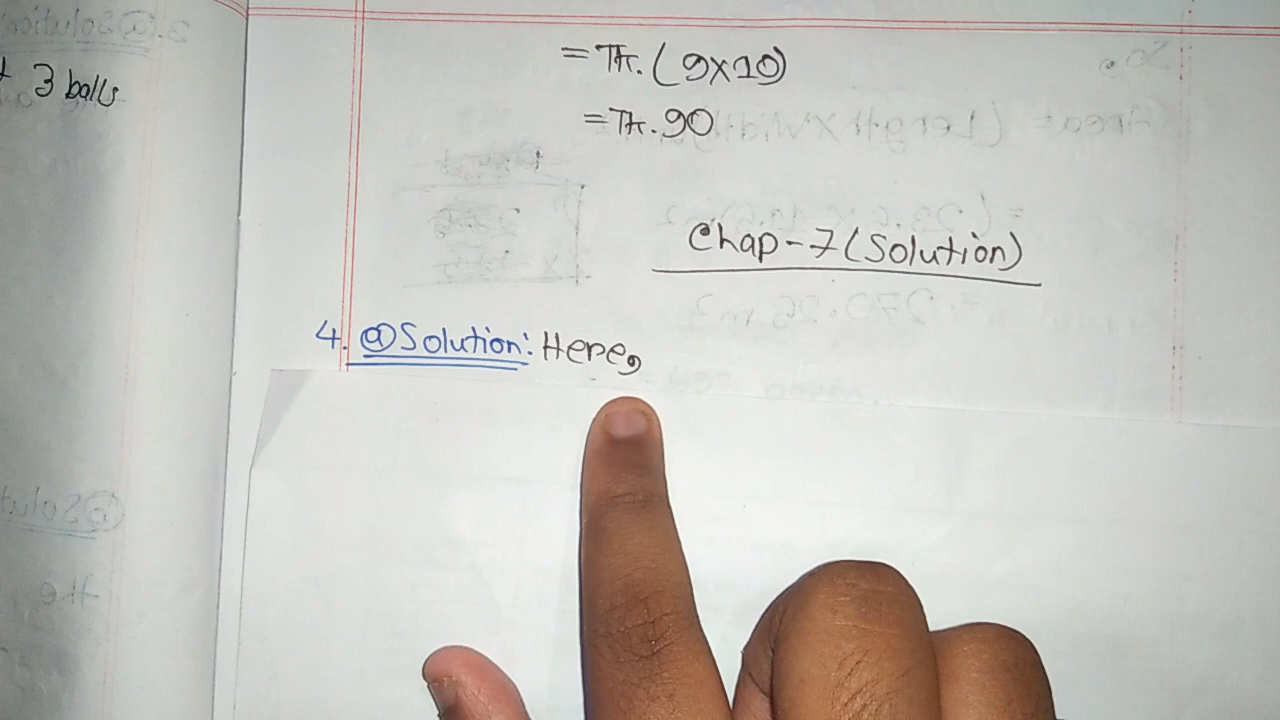 3 balls
= Tk. (9×10)
= Tk. 90
Chap-7 (Solution)
4. ⓐ Solution: Here,